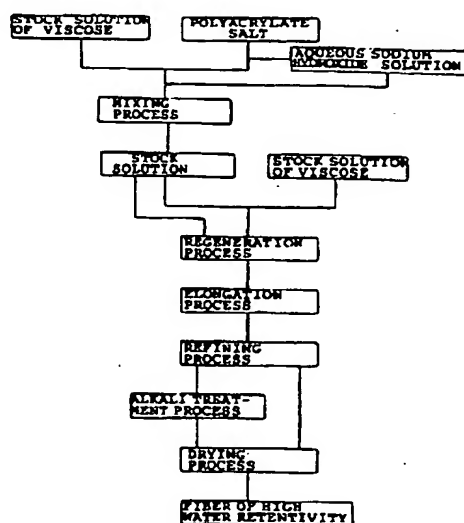 STOCK SOLUTION
OF VISCOSE
POLYACRYLATE
SALT
AQUEOUS SODIUM
HYDROXIDE SOLUTION
MIXING
PROCESS
STOCK
SOLUTION
STOCK SOLUTION
OF VISCOSE
REGENERATION
PROCESS
ELONGATION
PROCESS
REFINING
PROCESS
ALKALI TREAT-
MENT PROCESS
DRYING
PROCESS
FIBER OF HIGH
WATER RETENTIVITY